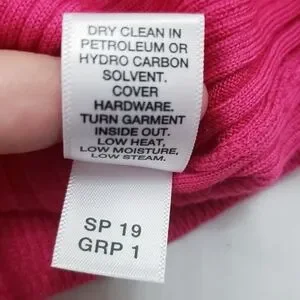 DRY CLEAN IN
PETROLEUM OR
HYDRO CARBON
SOLVENT.
COVER
HARDWARE.
TURN GARMENT
INSIDE OUT.
LOW HEAT,
LOW MOISTURE,
LOW STEAM.
SP 19
GRP 1